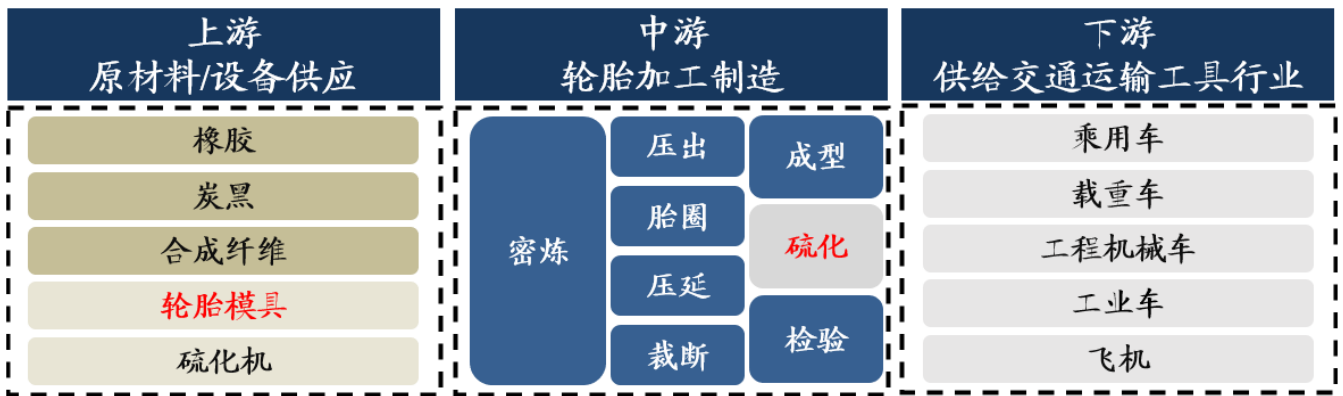 上游
原材料/设备供应
橡胶
炭黑
合成纤维
轮胎模具
硫化机
中游
轮胎加工制造
密炼
压出
胎圈
压延
裁断
成型
硫化
检验
下游
供给交通运输工具行业
乘用车
载重车
工程机械车
工业车
飞机